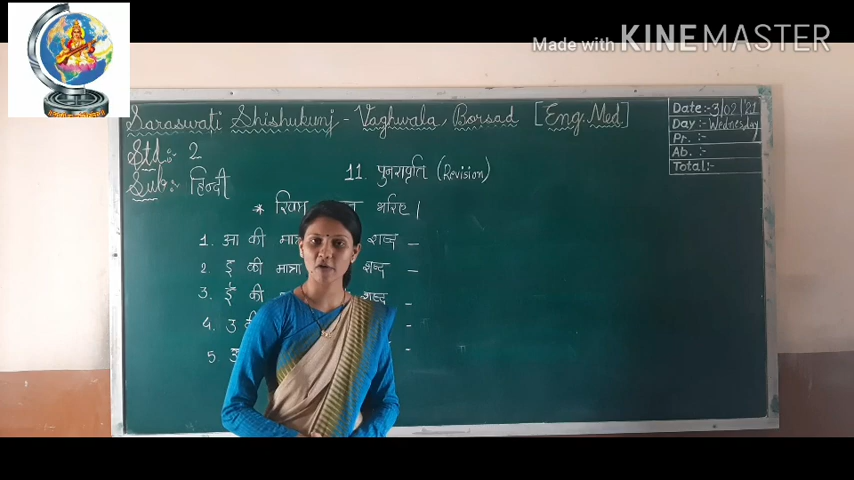 Made with KINEMASTER
Saraswati Shishukunj - Vaghwala, Borsad [Eng. Med]
Date:- 3/02/'21
Day:- Wednesday
Pr. :-
Ab. :-
Total:-
Std:- 2
Sub:- हिन्दी
11. पुनरावृति (Revision)
* रिक्त भरिए |
1. आ की मात्रा शब्द -
2. इ की मात्रा शब्द -
3. ई की शब्द -
4. उ की -
5. -